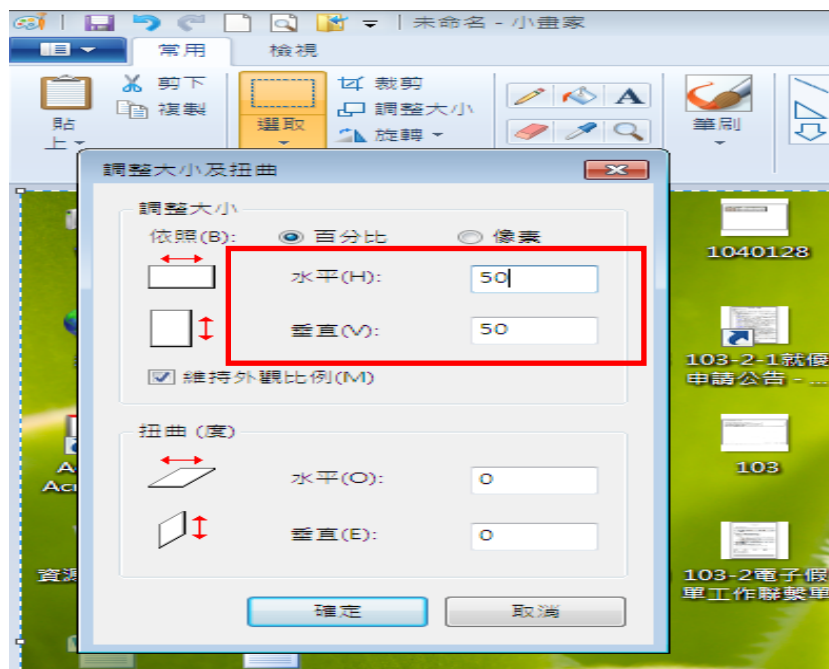 未命名 - 小畫家
常用
檢視
貼上
剪下
複製
選取
裁剪
調整大小
旋轉
A
筆刷
調整大小及扭曲
調整大小
依照(B):
百分比
像素
水平(H):
50
垂直(V):
50
維持外觀比例(M)
扭曲 (度)
水平(O):
0
垂直(E):
0
確定
取消
1040128
103-2-1就優
申請公告 - ...
103
103-2電子假
單工作聯繫單
A
Acr
資源